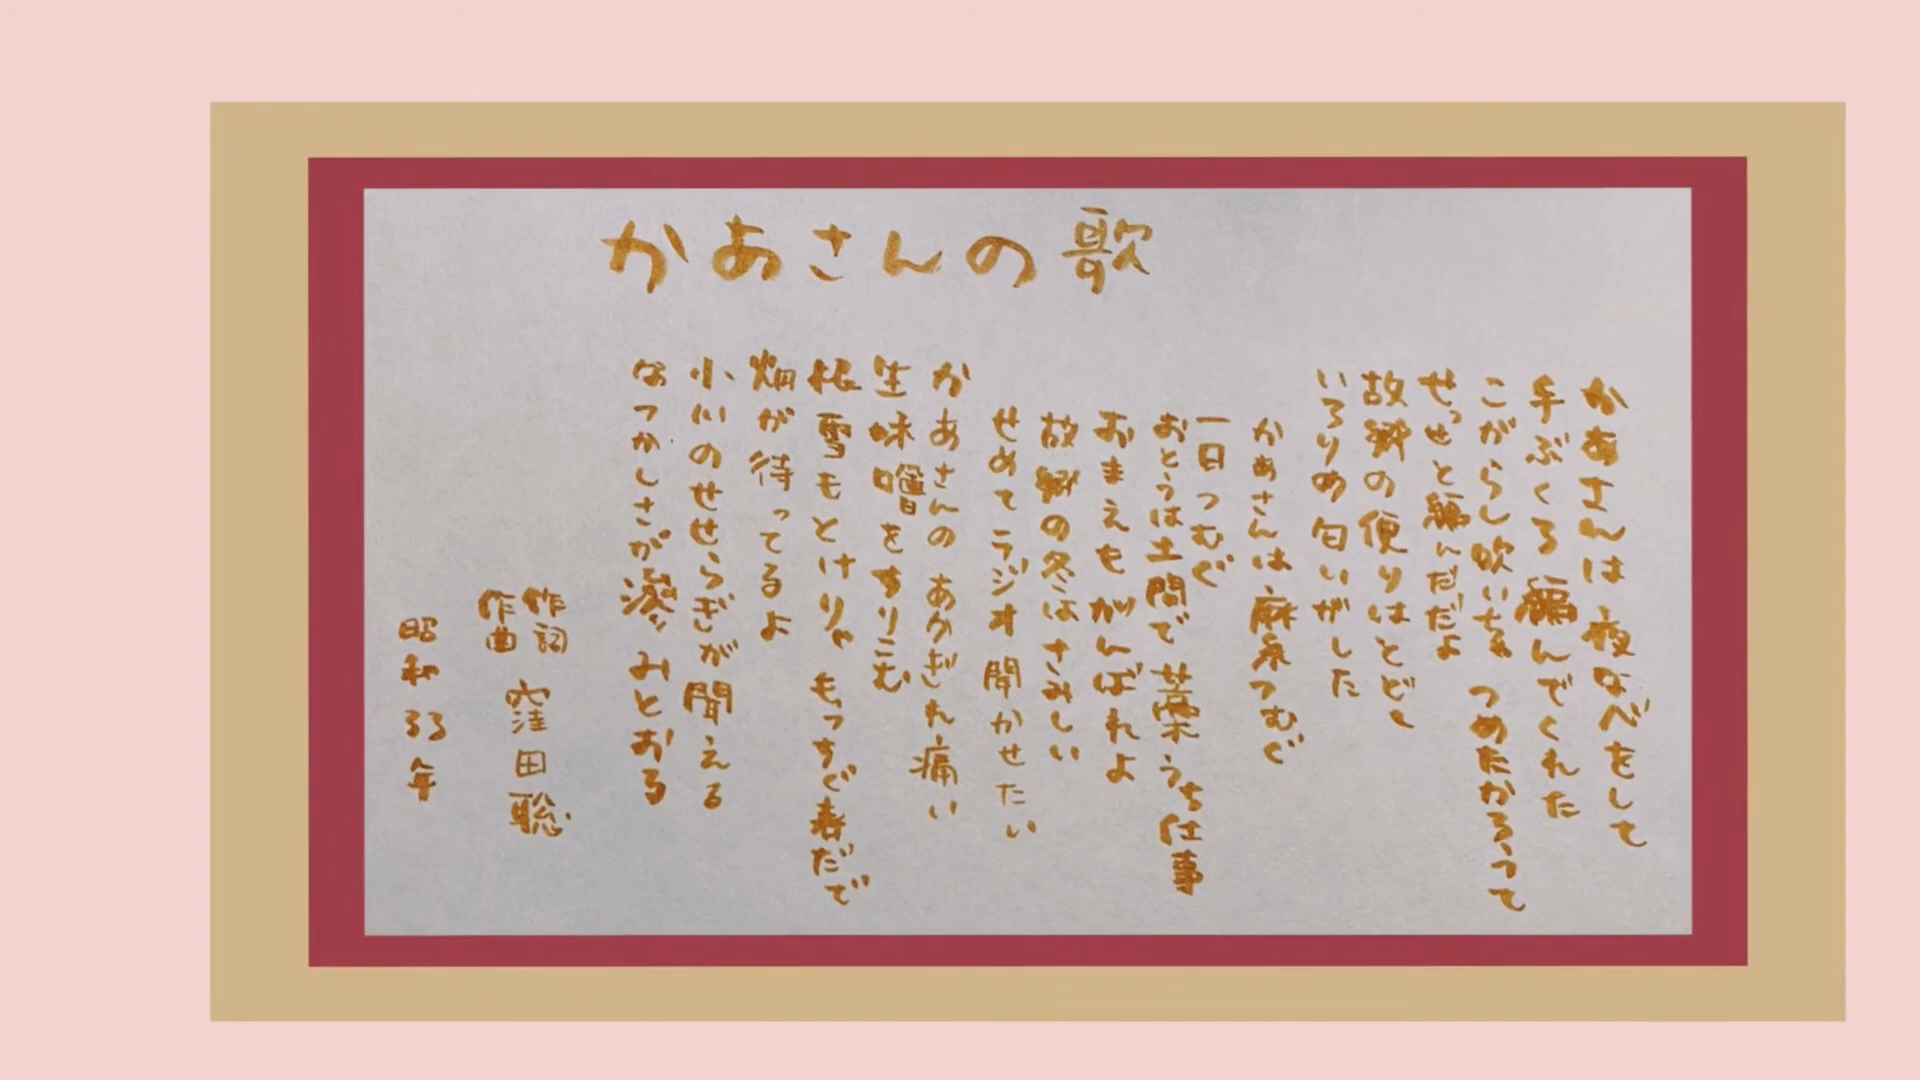 かあさんの歌
かあさんは夜なべをして
手ぶくろ編んでくれた
こがらし吹いちゃ つめたかろうて
せっせと編んだだよ
故郷の便りはとどく
いろりの匂いがした
かあさんは麻糸つむぐ
一日つむぐ
おとうは土間で藁うち仕事
おまえもがんばれよ
故郷の冬はさみしい
せめてラジオ聞かせたい
かあさんのあかぎれ痛い
生味噌をすりこむ
根雪もとけりゃ もうすぐ春だで
畑が待ってるよ
小川のせせらぎが聞える
なつかしさがみとおる
作詞
作曲
窪田聡
昭和33年